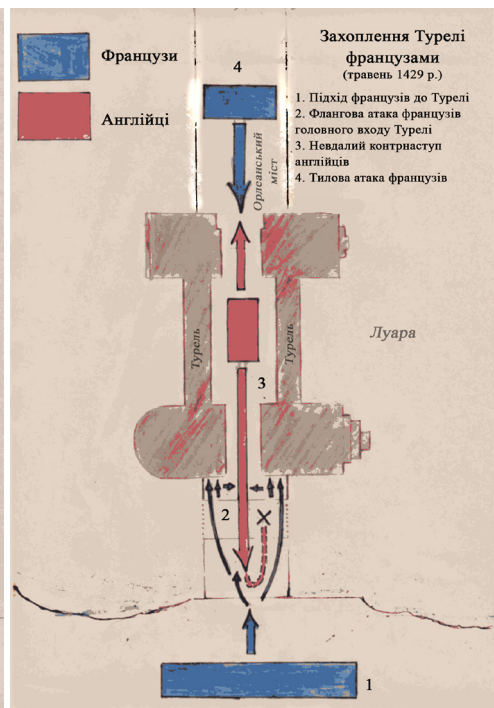 Французи
Англійці
Захоплення Турелі
французами
(травень 1429 р.)
1. Підхід французів до Турелі
2. Флангова атака французів
головного входу Турелі
3. Невдалий контрнаступ
англійців
4. Тилова атака французів
4
Орлеанський
міст
Турель
Турель
Луара
3
2
1